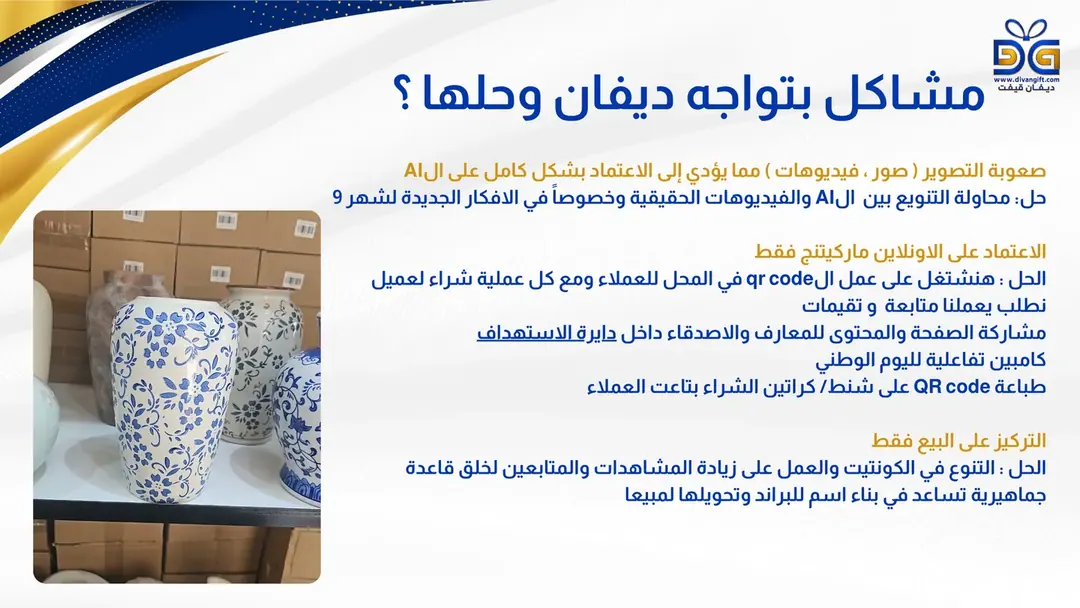 DG
www.divangift.com
ديفان قيفت
مشاكل بتواجه ديفان وحلها ؟
صعوبة التصوير ( صور ، فيديوهات ) مما يؤدي إلى الاعتماد بشكل كامل على الAI
حل: محاولة التنويع بين الAI والفيديوهات الحقيقية وخصوصاً في الافكار الجديدة لشهر 9
الاعتماد على الاونلاين ماركيتنج فقط
الحل : هنشتغل على عمل الqr code في المحل للعملاء ومع كل عملية شراء لعميل
نطلب يعملنا متابعة و تقيمات
مشاركة الصفحة والمحتوى للمعارف والاصدقاء داخل دايرة الاستهداف
كامبين تفاعلية لليوم الوطني
طباعة QR code على شنط/ كراتين الشراء بتاعت العملاء
التركيز على البيع فقط
الحل : التنوع في الكونتيت والعمل على زيادة المشاهدات والمتابعين لخلق قاعدة
جماهيرية تساعد في بناء اسم للبراند وتحويلها لمبيعا